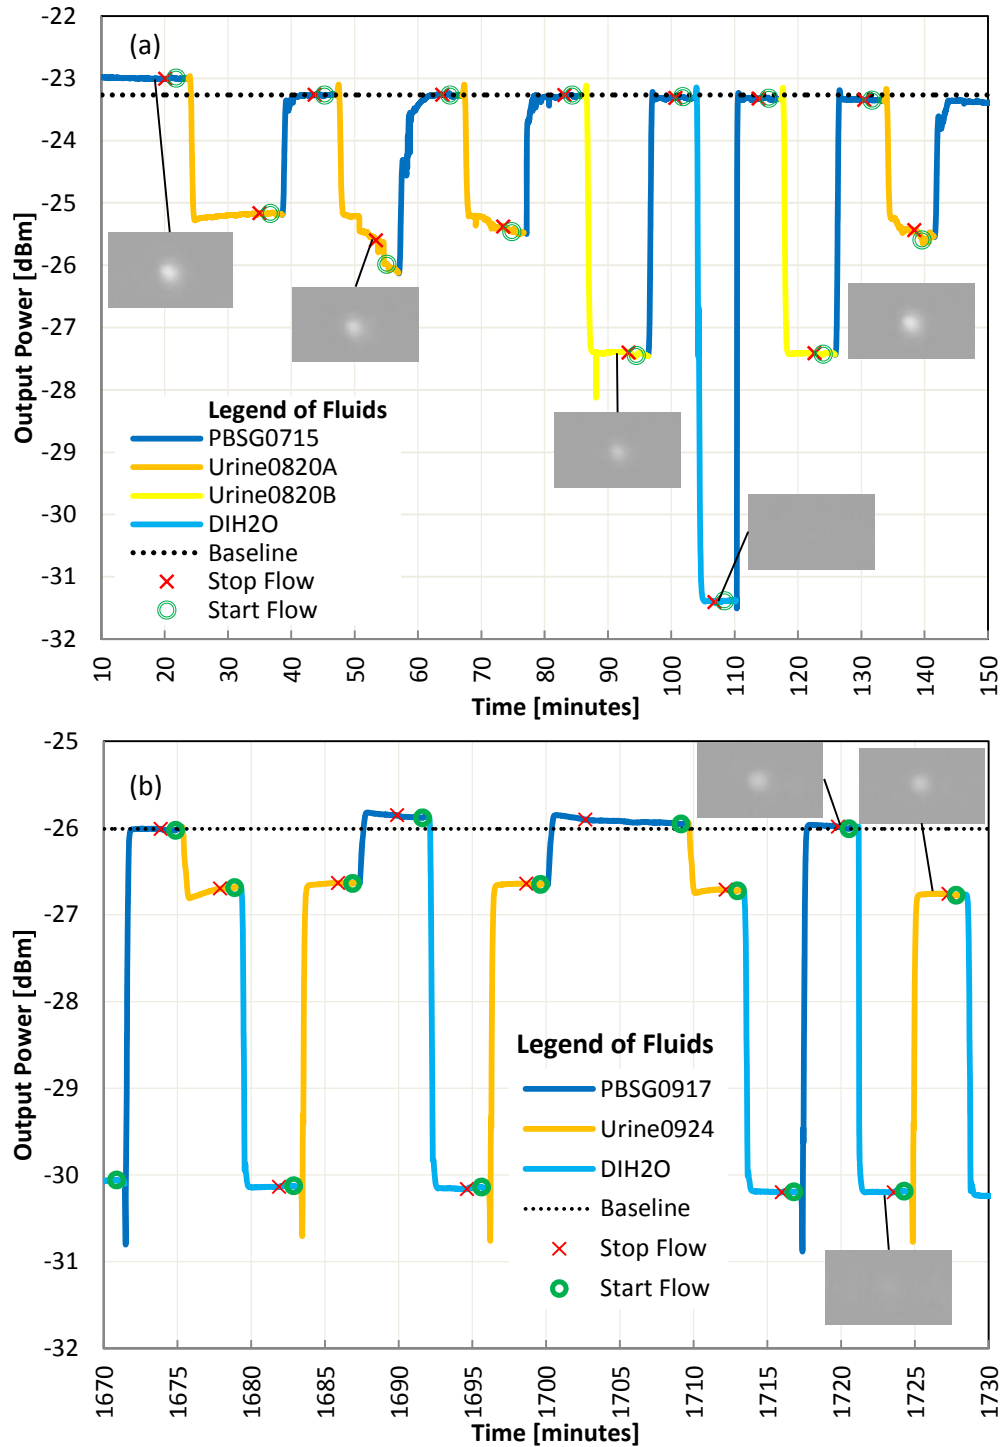 (a)
-22
-23
-24
-25
-26
-27
-28
-29
-30
-31
-32
Output Power [dBm]
Legend of Fluids
PBSG0715
Urine0820A
Urine0820B
DIH2O
Baseline
Stop Flow
Start Flow
10 20 30 40 50 60 70 80 90 100 110 120 130 140 150
Time [minutes]
(b)
-25
-26
-27
-28
-29
-30
-31
-32
Output Power [dBm]
Legend of Fluids
PBSG0917
Urine0924
DIH2O
Baseline
Stop Flow
Start Flow
1670 1675 1680 1685 1690 1695 1700 1705 1710 1715 1720 1725 1730
Time [minutes]